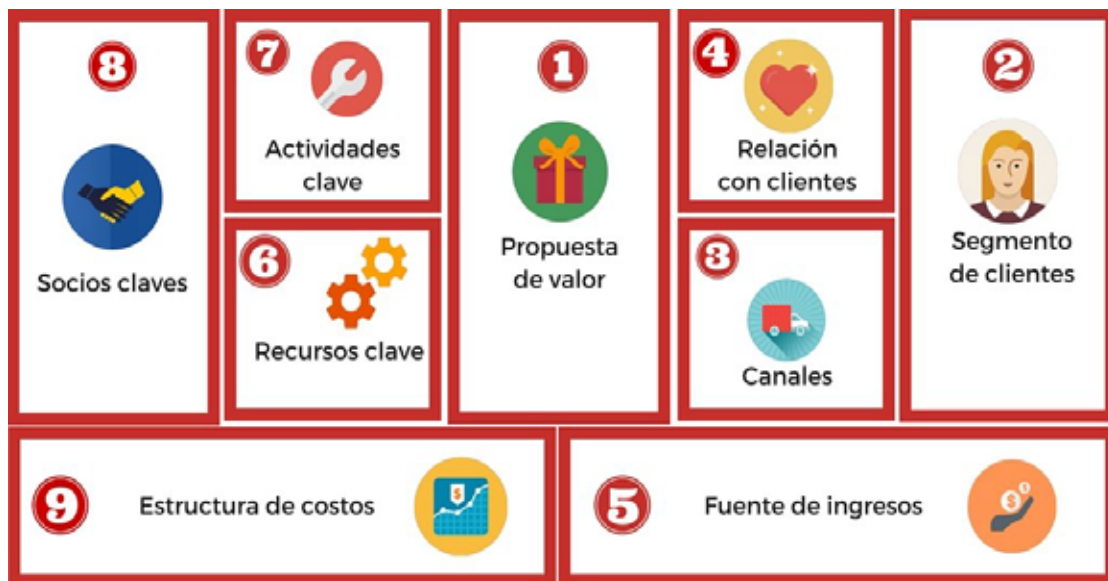 8
Socios claves
7
Actividades
clave
6
Recursos clave
1
Propuesta
de valor
4
Relación
con clientes
3
Canales
2
Segmento
de clientes
9
Estructura de costos
$
5
Fuente de ingresos
$
$